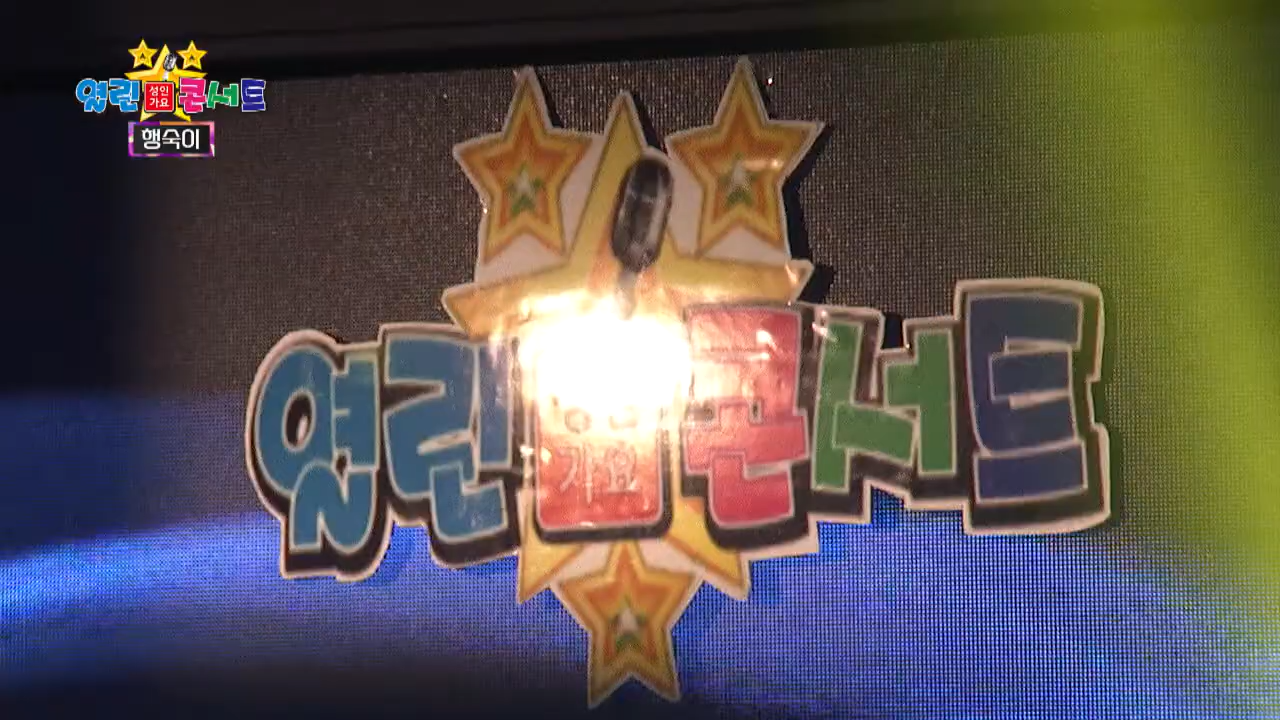 열린 성인 가요 콘서트
행숙이
열린 가요 콘서트